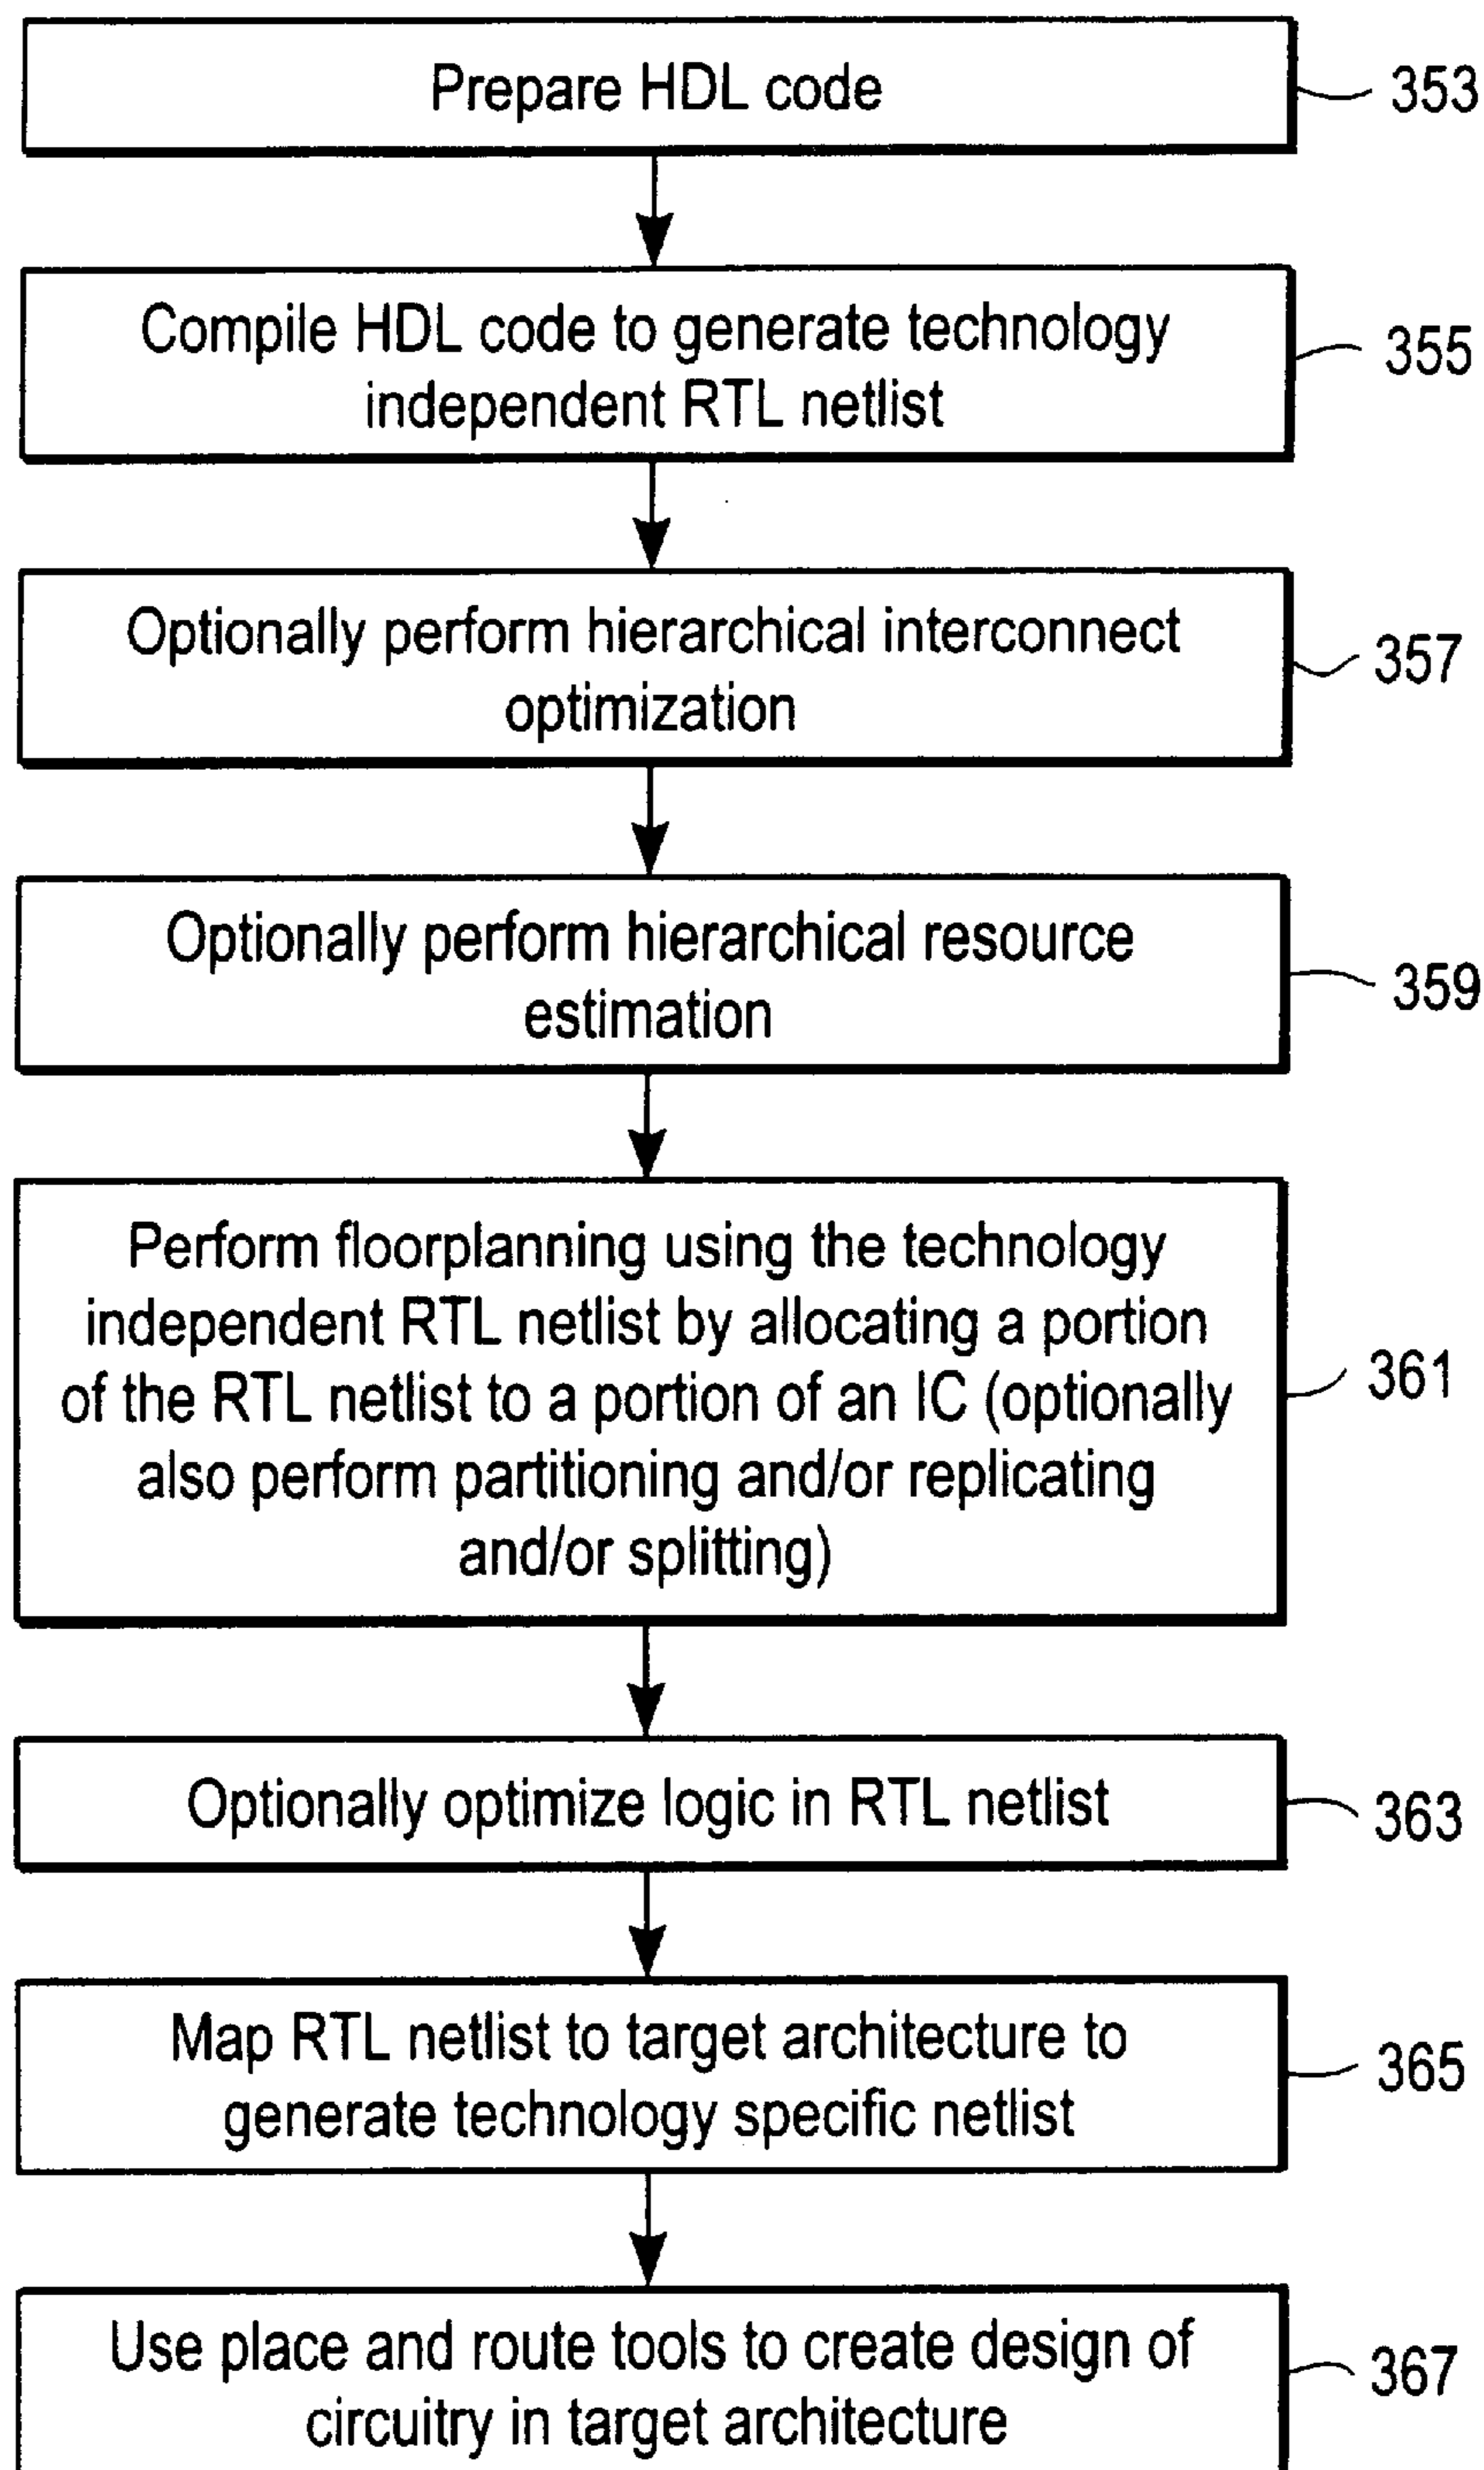 Prepare HDL code
353
Compile HDL code to generate technology
independent RTL netlist
355
Optionally perform hierarchical interconnect
optimization
357
Optionally perform hierarchical resource
estimation
359
Perform floorplanning using the technology
independent RTL netlist by allocating a portion
of the RTL netlist to a portion of an IC (optionally
also perform partitioning and/or replicating
and/or splitting)
361
Optionally optimize logic in RTL netlist
363
Map RTL netlist to target architecture to
generate technology specific netlist
365
Use place and route tools to create design of
circuitry in target architecture
367